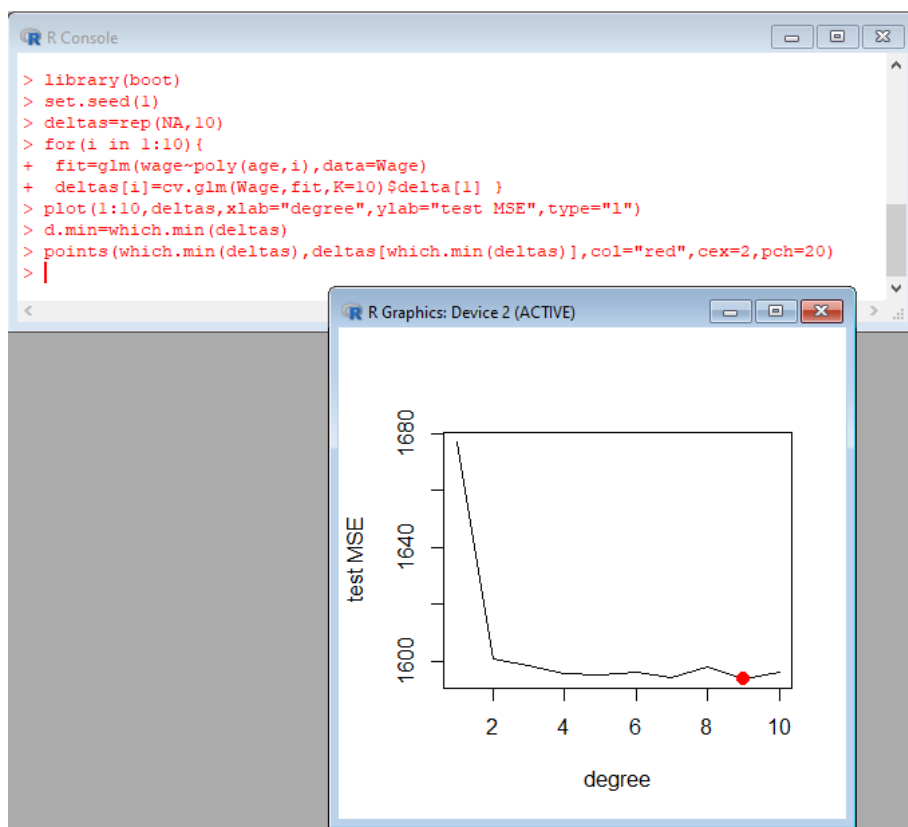 R Console
> library(boot)
> set.seed(1)
> deltas=rep(NA,10)
> for(i in 1:10){
+  fit=glm(wage~poly(age,i),data=Wage)
+  deltas[i]=cv.glm(Wage,fit,K=10)$delta[1] }
> plot(1:10,deltas,xlab="degree",ylab="test MSE",type="l")
> d.min=which.min(deltas)
> points(which.min(deltas),deltas[which.min(deltas)],col="red",cex=2,pch=20)
>
R Graphics: Device 2 (ACTIVE)
1680
1640
1600
test MSE
2 4 6 8 10
degree